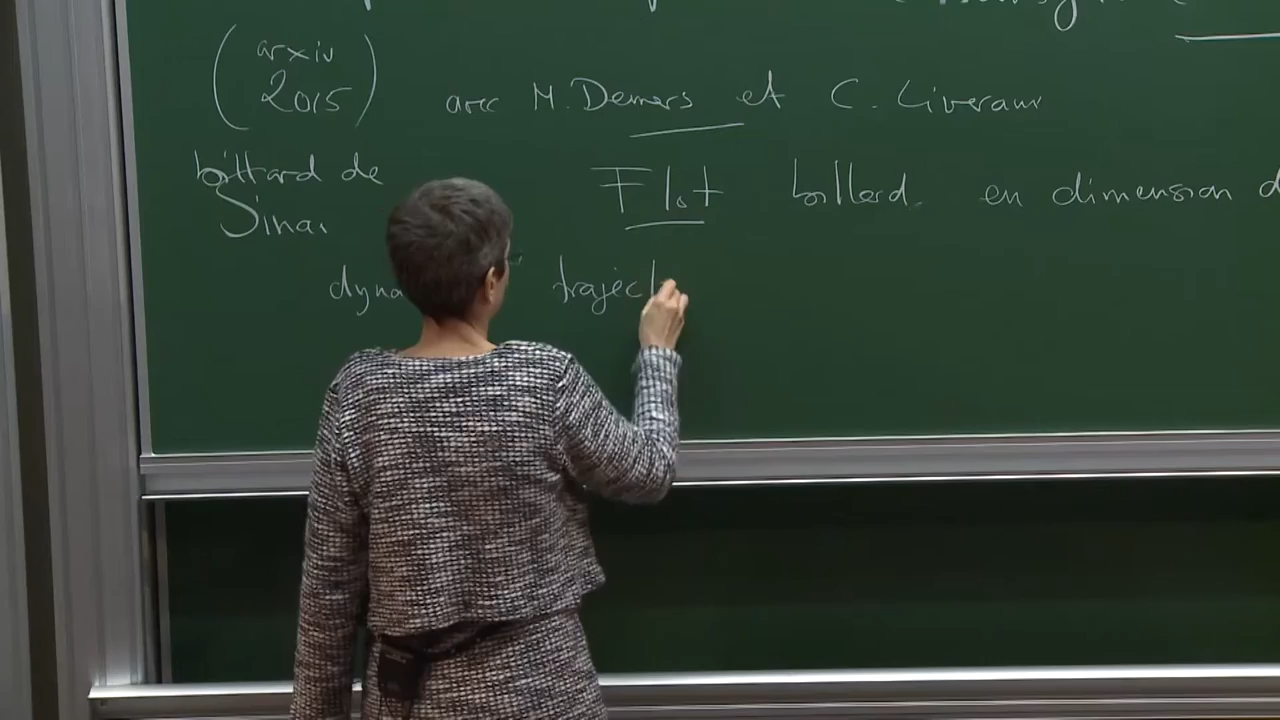 (arxiv 2015) avec M. Demers et C. Liverani
billard de Sinai Flot billard en dimension d
dyna trajec